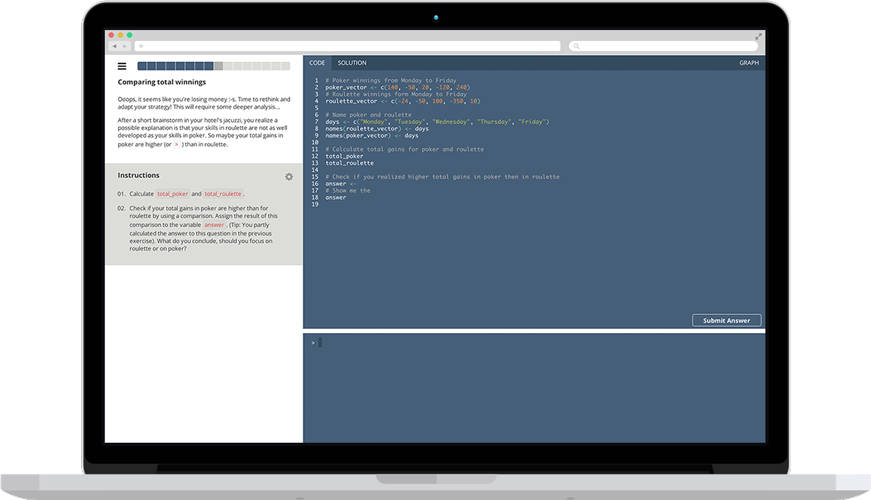 Comparing total winnings
Ooops, it seems like you're losing money :-s. Time to rethink and
adapt your strategy! This will require some deeper analysis...
After a short brainstorm in your hotel's jacuzzi, you realize a
possible explanation is that your skills in roulette are not as well
developed as your skills in poker. So maybe your total gains in
poker are higher (or > ) than in roulette.
Instructions
01. Calculate total_poker and total_roulette.
02. Check if your total gains in poker are higher than for
roulette by using a comparison. Assign the result of this
comparison to the variable answer. (Tip: You partly
calculated the answer to this question in the previous
exercise). What do you conclude, should you focus on
roulette or on poker?
CODE SOLUTION GRAPH
1 # Poker winnings from Monday to Friday
2 poker_vector <- c(140, -50, 20, -120, 240)
3 # Roulette winnings form Monday to Friday
4 roulette_vector <- c(-24, -50, 100, -350, 10)
5
6 # Name poker and roulette
7 days <- c("Monday", "Tuesday", "Wednesday", "Thursday", "Friday")
8 names(roulette_vector) <- days
9 names(poker_vector) <- days
10
11 # Calculate total gains for poker and roulette
12 total_poker
13 total_roulette
14
15 # Check if you realized higher total gains in poker then in roulette
16 answer <-
17 # Show me the
18 answer
19
Submit Answer
>